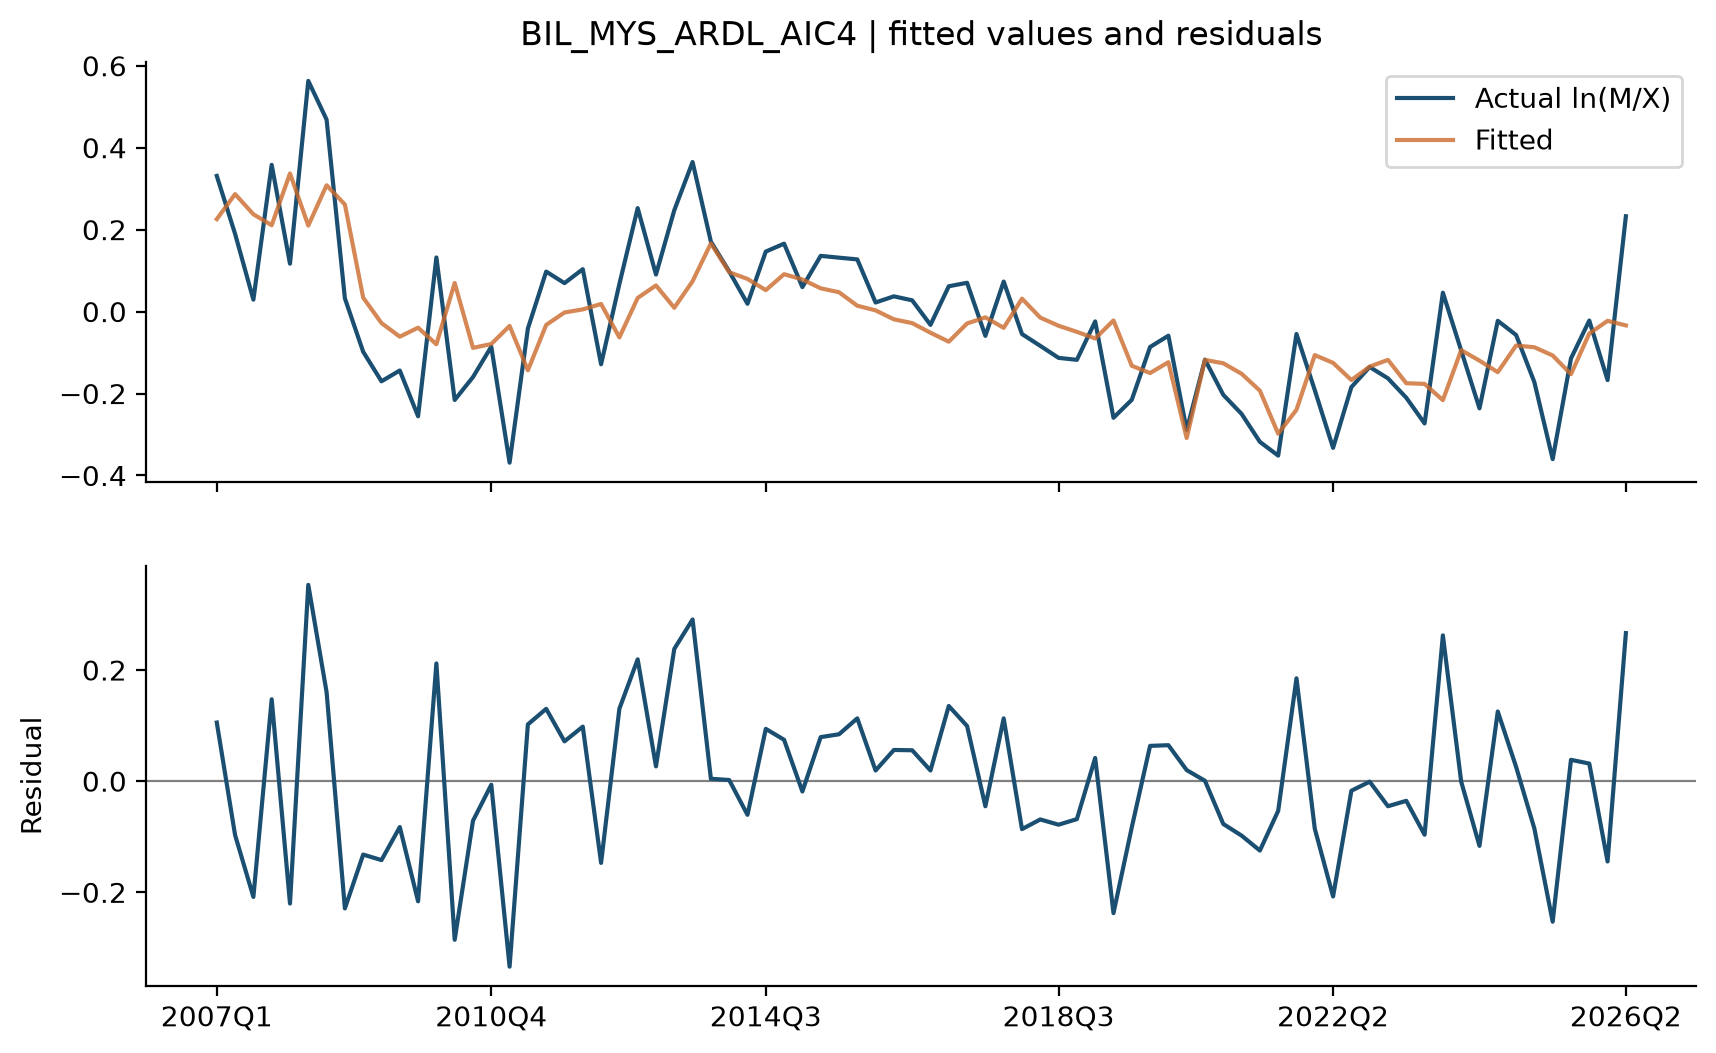 BIL_MYS_ARDL_AIC4 | fitted values and residuals
0.6
0.4
0.2
0.0
−0.2
−0.4
Actual ln(M/X)
Fitted
Residual
0.2
0.0
−0.2
2007Q1
2010Q4
2014Q3
2018Q3
2022Q2
2026Q2